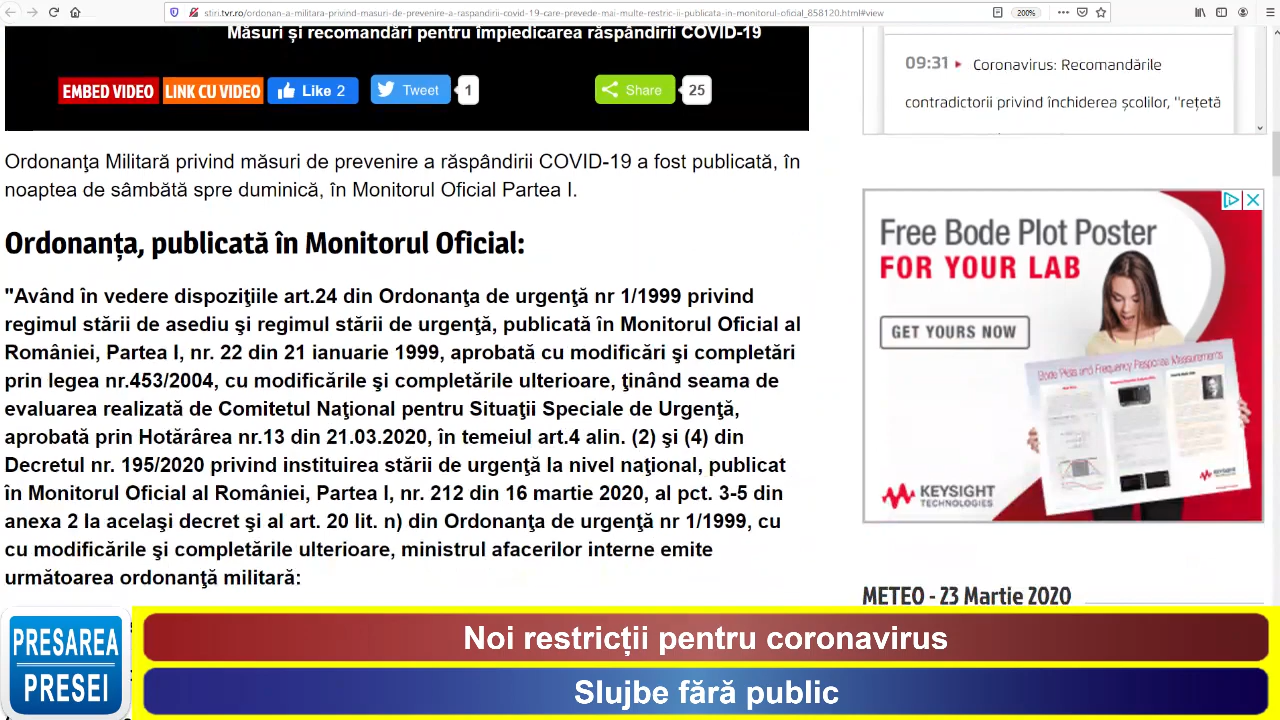 stiri.tvr.ro/ordonan-a-militara-privind-masuri-de-prevenire-a-raspandirii-covid-19-care-prevede-mai-multe-restric-ii-publicata-in-monitorul-oficial_858120.html#view
200%
Măsuri și recomandări pentru împiedicarea răspândirii COVID-19
EMBED VIDEO
LINK CU VIDEO
Like 2
Tweet
1
Share
25
Ordonanţa Militară privind măsuri de prevenire a răspândirii COVID-19 a fost publicată, în
noaptea de sâmbătă spre duminică, în Monitorul Oficial Partea I.
Ordonanța, publicată în Monitorul Oficial:
"Având în vedere dispoziţiile art.24 din Ordonanţa de urgenţă nr 1/1999 privind
regimul stării de asediu şi regimul stării de urgenţă, publicată în Monitorul Oficial al
României, Partea I, nr. 22 din 21 ianuarie 1999, aprobată cu modificări şi completări
prin legea nr.453/2004, cu modificările şi completările ulterioare, ţinând seama de
evaluarea realizată de Comitetul Naţional pentru Situaţii Speciale de Urgenţă,
aprobată prin Hotărârea nr.13 din 21.03.2020, în temeiul art.4 alin. (2) şi (4) din
Decretul nr. 195/2020 privind instituirea stării de urgenţă la nivel naţional, publicat
în Monitorul Oficial al României, Partea I, nr. 212 din 16 martie 2020, al pct. 3-5 din
anexa 2 la acelaşi decret şi al art. 20 lit. n) din Ordonanţa de urgenţă nr 1/1999, cu
cu modificările şi completările ulterioare, ministrul afacerilor interne emite
următoarea ordonanţă militară:
09:31 Coronavirus: Recomandările
contradictorii privind închiderea școlilor, "rețetă
Free Bode Plot Poster
FOR YOUR LAB
GET YOURS NOW
Bode Plots and Frequency Response Measurements
KEYSIGHT
TECHNOLOGIES
KEYSIGHT
METEO - 23 Martie 2020
PRESAREA
PRESEI
Noi restricții pentru coronavirus
Slujbe fără public